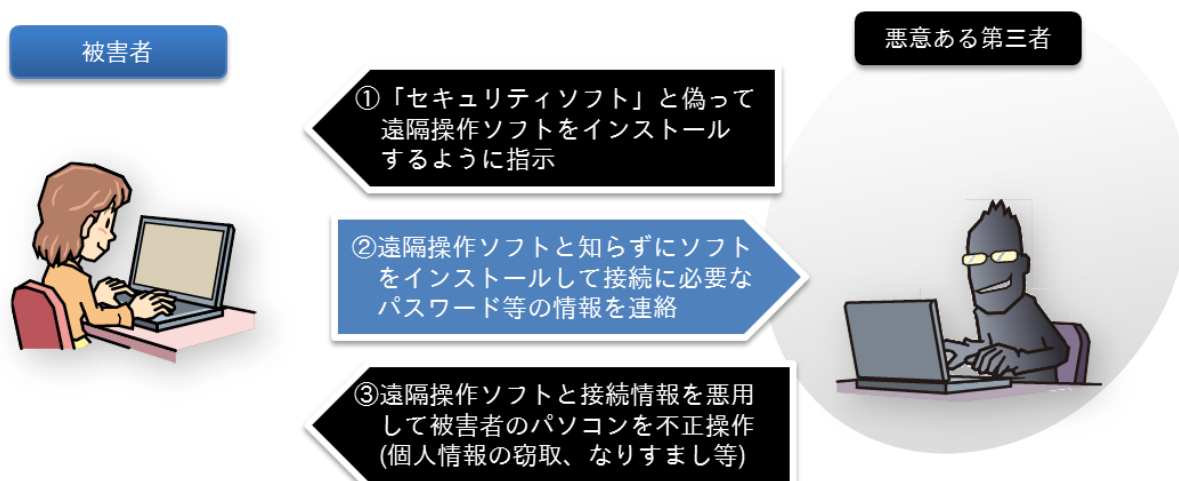 被害者
悪意ある第三者
①「セキュリティソフト」と偽って
遠隔操作ソフトをインストール
するように指示
②遠隔操作ソフトと知らずにソフト
をインストールして接続に必要な
パスワード等の情報を連絡
③遠隔操作ソフトと接続情報を悪用
して被害者のパソコンを不正操作
(個人情報の窃取、なりすまし等)